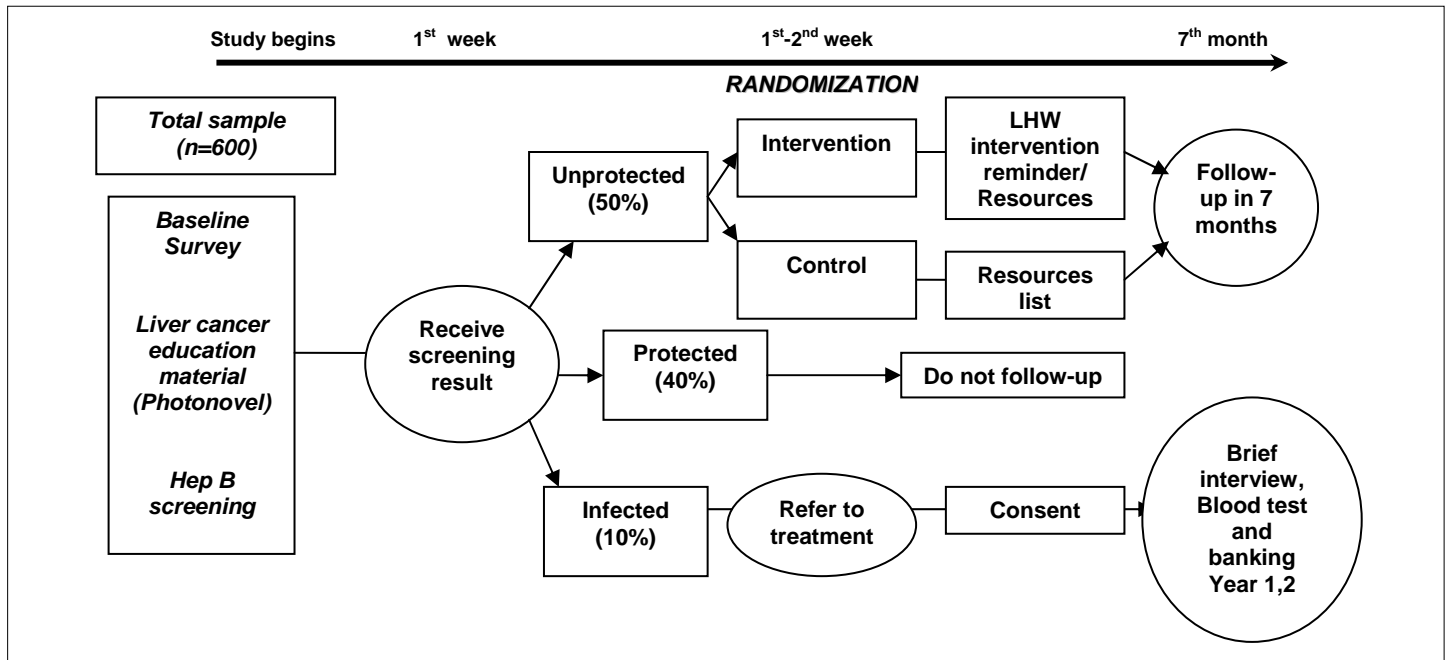 Study begins
1st week
1st-2nd week
7th month
RANDOMIZATION
Total sample
(n=600)
Baseline
Survey
Liver cancer
education
material
(Photonovel)
Hep B
screening
Receive
screening
result
Unprotected
(50%)
Intervention
LHW
intervention
reminder/
Resources
Control
Resources
list
Follow-
up in 7
months
Protected
(40%)
Do not follow-up
Infected
(10%)
Refer to
treatment
Consent
Brief
interview,
Blood test
and
banking
Year 1,2